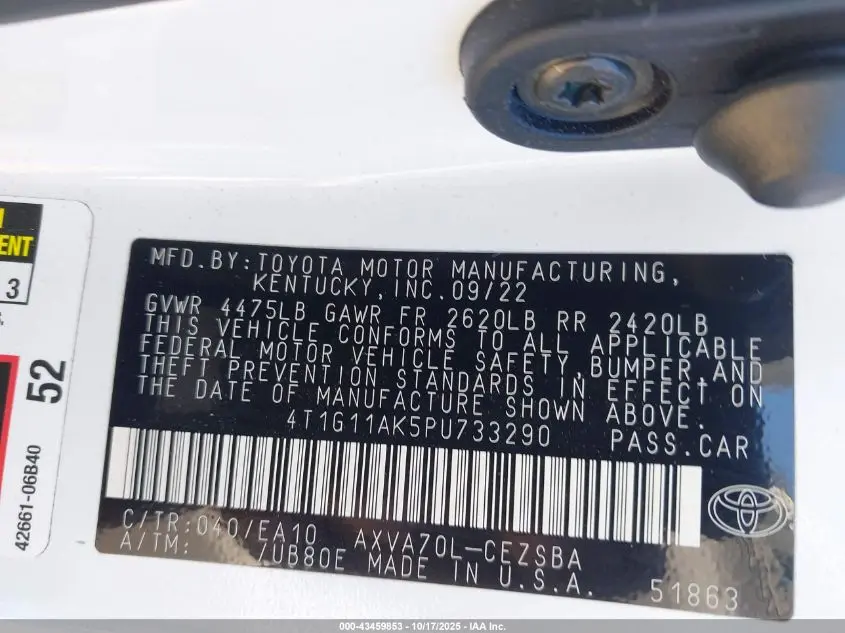 MFD.BY:TOYOTA MOTOR MANUFACTURING,
KENTUCKY,INC.09/22
GVWR 4475LB GAWR FR 2620LB RR 2420LB
THIS VEHICLE CONFORMS TO ALL APPLICABLE
FEDERAL MOTOR VEHICLE SAFETY,BUMPER,AND
THEFT PREVENTION STANDARDS IN EFFECT ON
THE DATE OF MANUFACTURE SHOWN ABOVE.
4T1G11AK5PU733290 PASS.CAR
C/TR:040/EA10 AXVA70L-CEZSBA
A/TM: /UB80E MADE IN U.S.A. 51863
ENT
3
52
42661-06B40
000-43459853 | 10/17/2025 | IAA Inc.